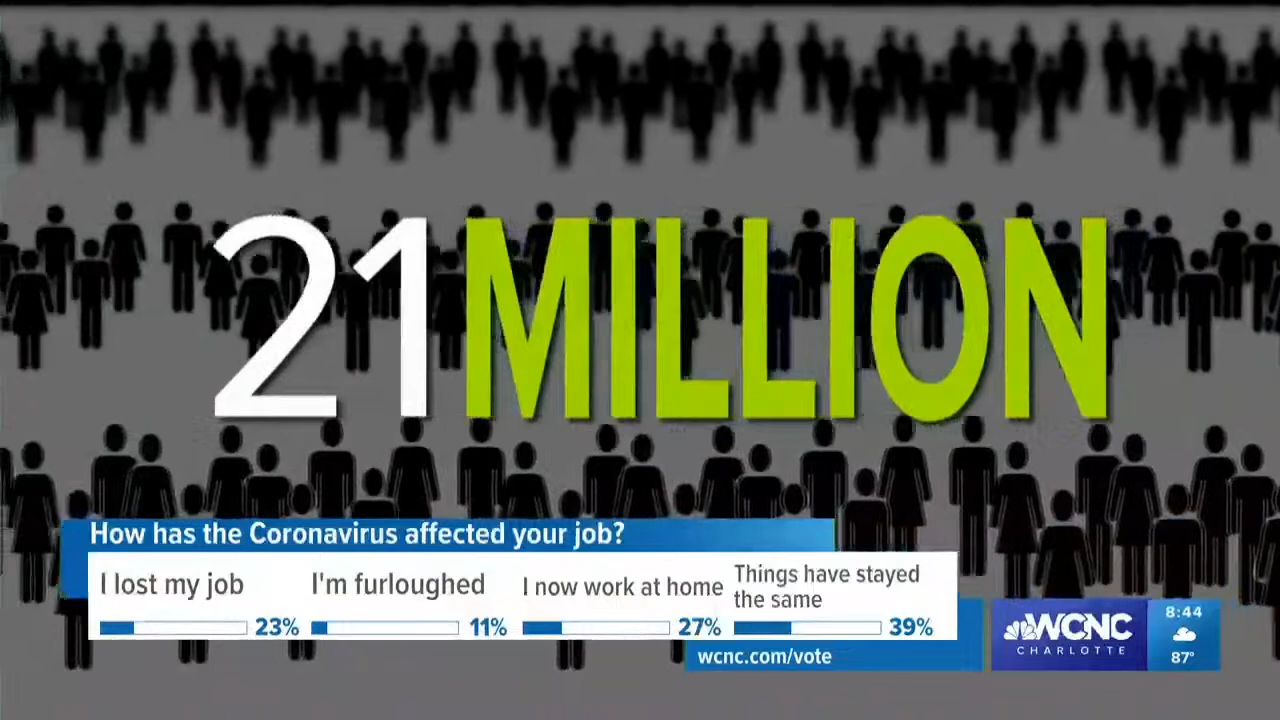 21 MILLION
How has the Coronavirus affected your job?
I lost my job
23%
I'm furloughed
11%
I now work at home
27%
Things have stayed
the same
39%
wcnc.com/vote
WCNC
CHARLOTTE
8:44
87°